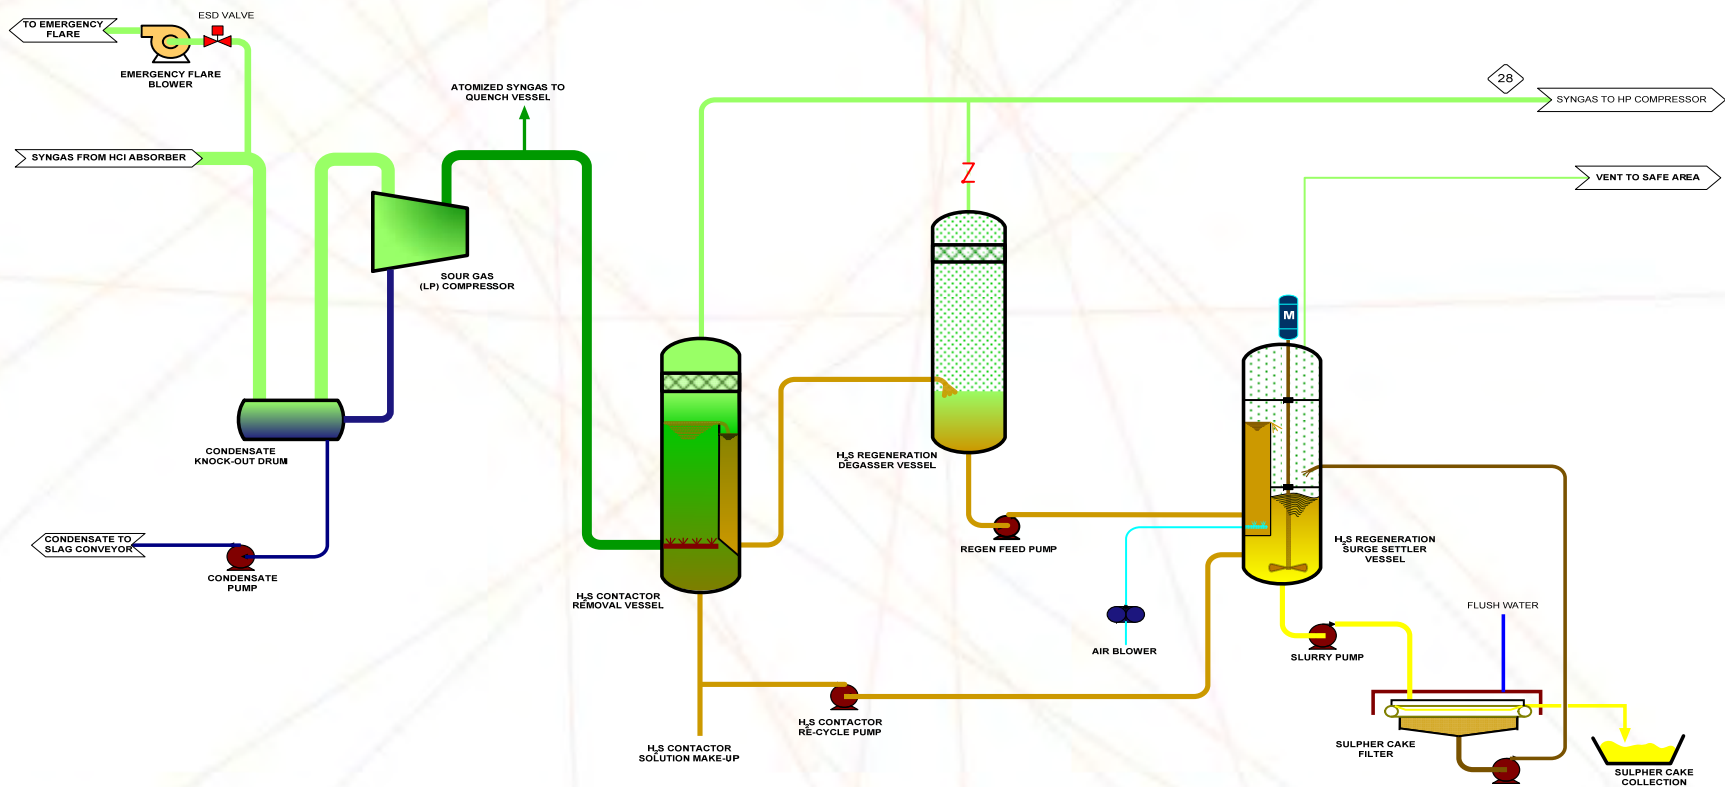 ESD VALVE
TO EMERGENCY
FLARE
EMERGENCY FLARE
BLOWER
ATOMIZED SYNGAS TO
QUENCH VESSEL
28
SYNGAS TO HP COMPRESSOR
SYNGAS FROM HCl ABSORBER
VENT TO SAFE AREA
SOUR GAS
(LP) COMPRESSOR
M
CONDENSATE
KNOCK-OUT DRUM
H2S REGENERATION
DEGASSER VESSEL
CONDENSATE TO
SLAG CONVEYOR
CONDENSATE
PUMP
REGEN FEED PUMP
H2S REGENERATION
SURGE SETTLER
VESSEL
H2S CONTACTOR
REMOVAL VESSEL
FLUSH WATER
AIR BLOWER
SLURRY PUMP
H2S CONTACTOR
RE-CYCLE PUMP
H2S CONTACTOR
SOLUTION MAKE-UP
SULPHER CAKE
FILTER
SULPHER CAKE
COLLECTION